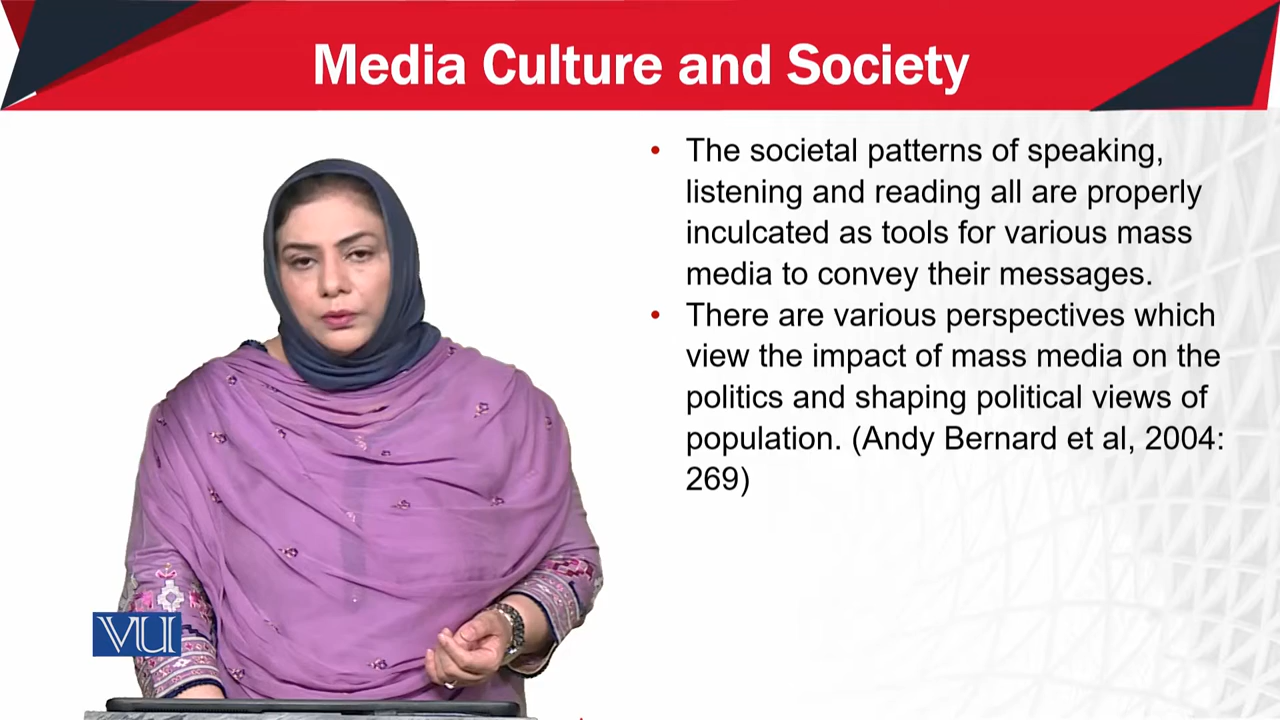 Media Culture and Society
• The societal patterns of speaking,
listening and reading all are properly
inculcated as tools for various mass
media to convey their messages.
• There are various perspectives which
view the impact of mass media on the
politics and shaping political views of
population. (Andy Bernard et al, 2004:
269)
VU